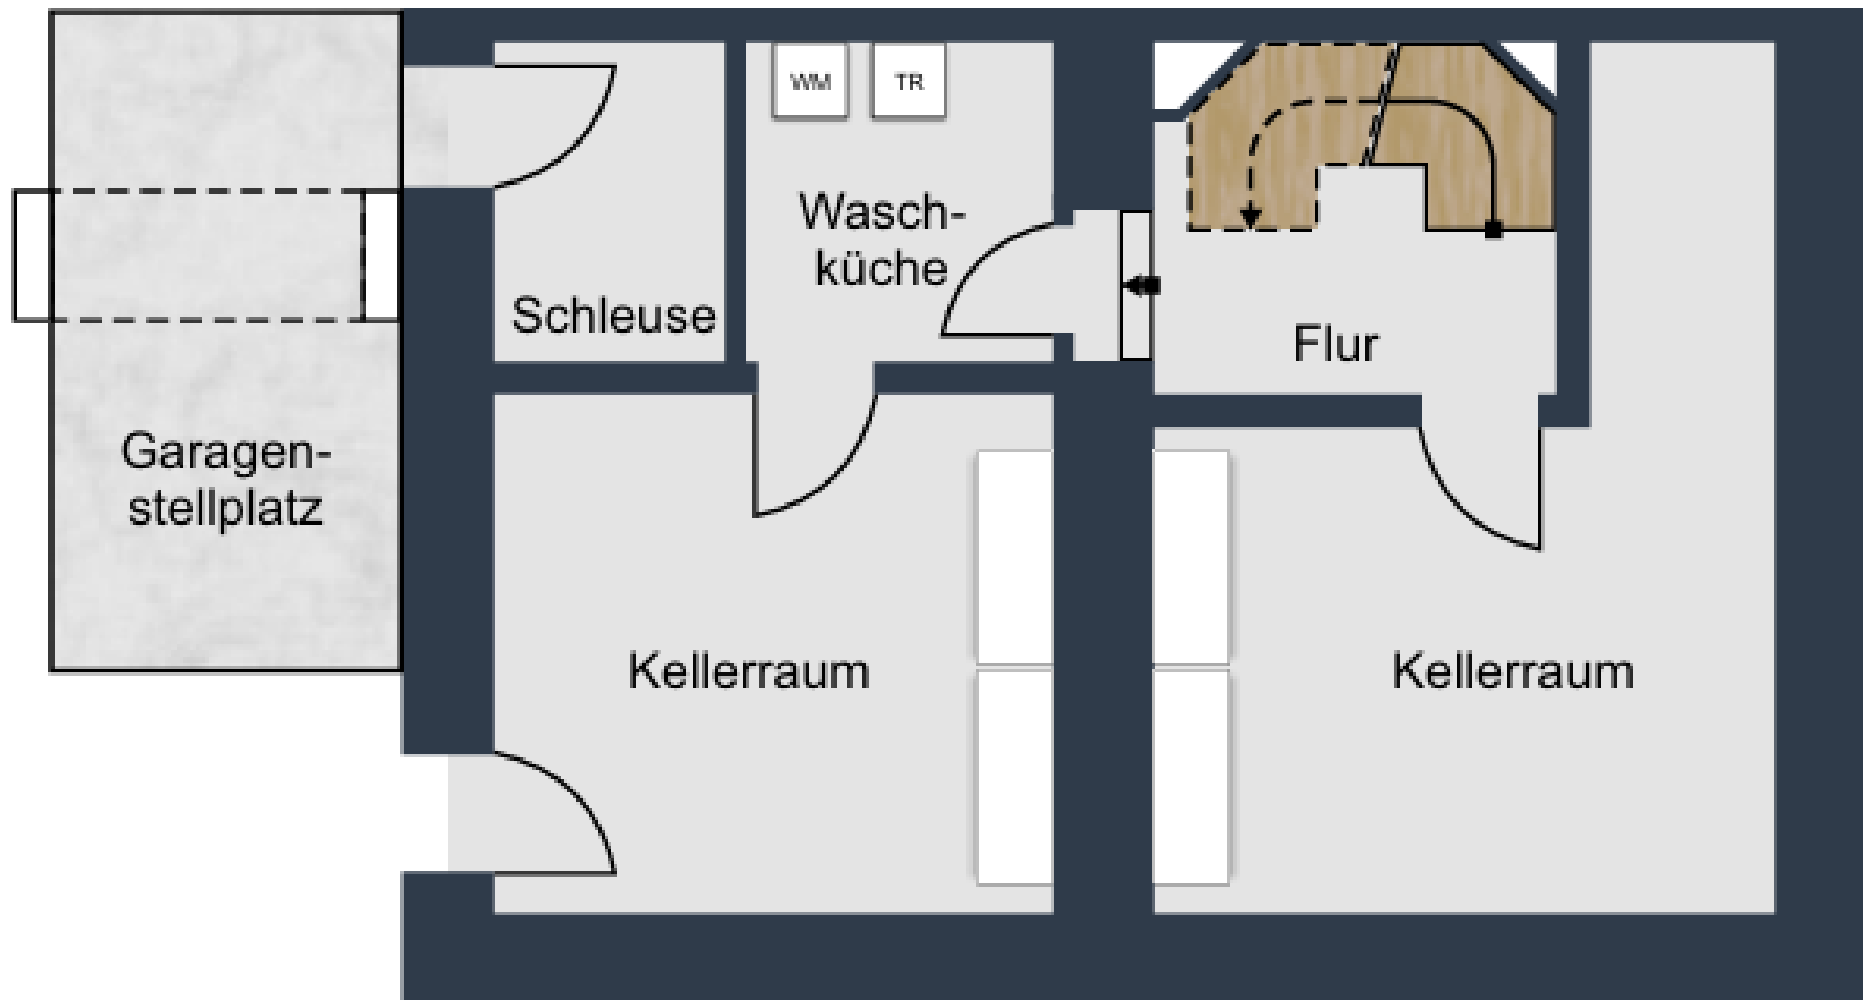 WM
TR
Wasch-
küche
Schleuse
Flur
Garagen-
stellplatz
Kellerraum
Kellerraum